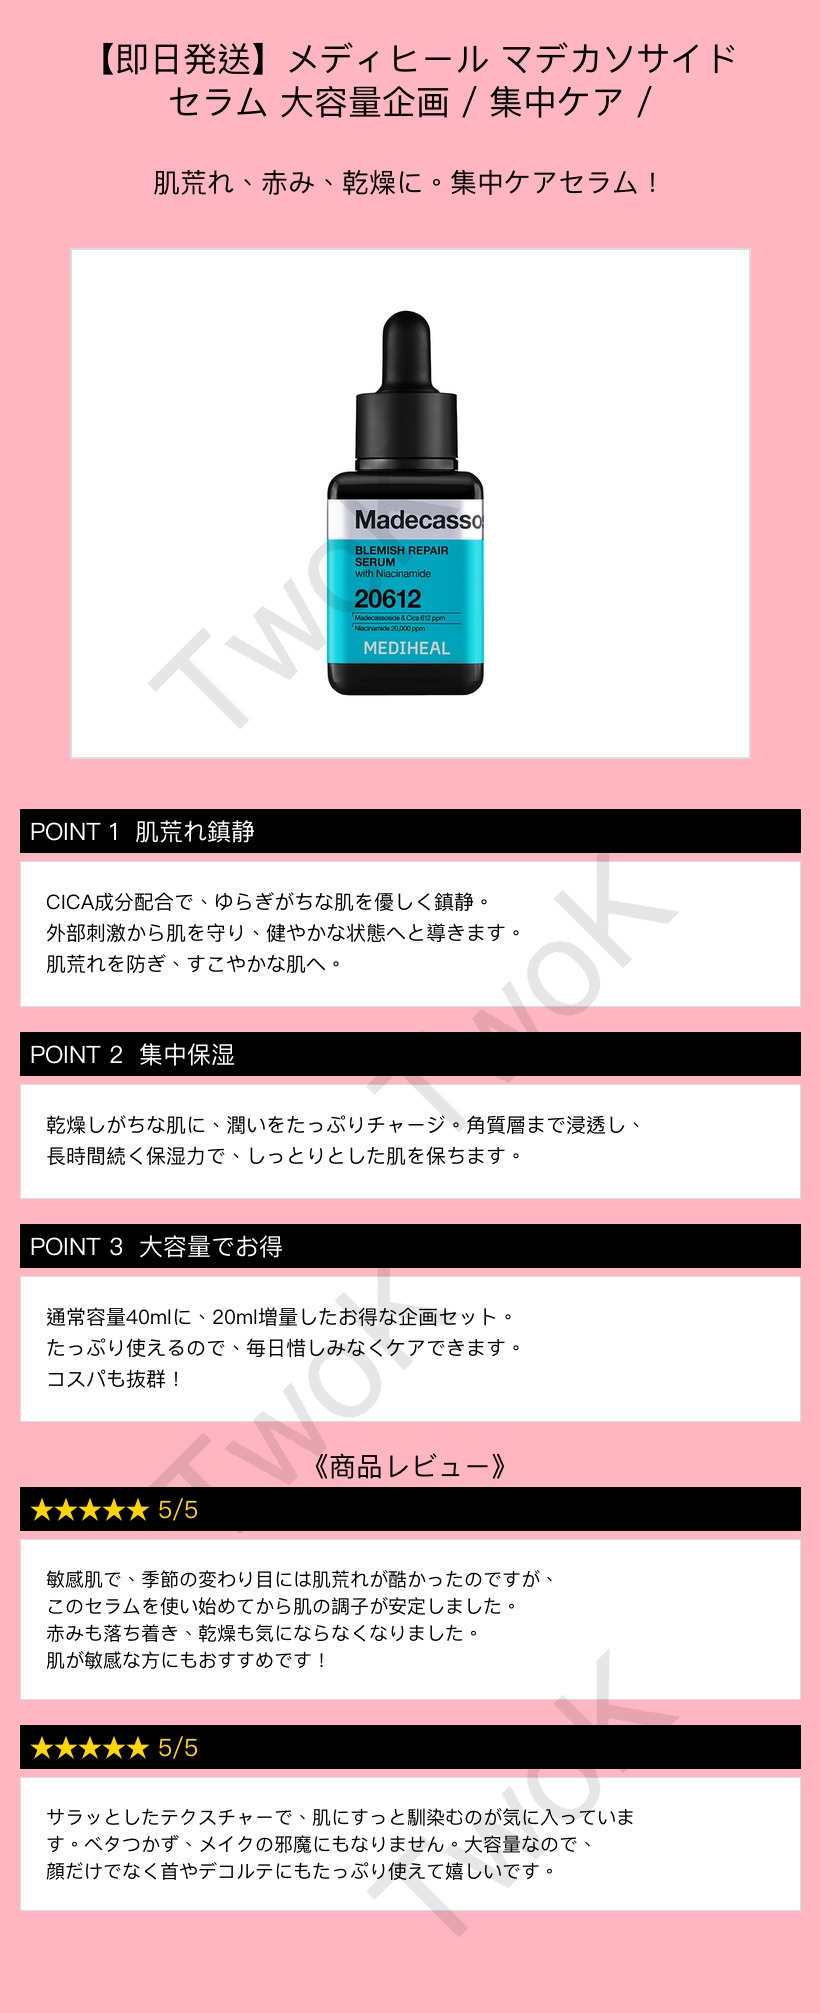 【即日発送】メディヒール マデカソサイド
セラム 大容量企画 / 集中ケア /
肌荒れ、赤み、乾燥に。集中ケアセラム！
Madecasso
BLEMISH REPAIR
SERUM
with Niacinamide
20612
Madecassoside & Cica 612 ppm
Niacinamide 20,000 ppm
MEDIHEAL
TwoK
POINT 1 肌荒れ鎮静
CICA成分配合で、ゆらぎがちな肌を優しく鎮静。
外部刺激から肌を守り、健やかな状態へと導きます。
肌荒れを防ぎ、すこやかな肌へ。
TwoK
POINT 2 集中保湿
乾燥しがちな肌に、潤いをたっぷりチャージ。角質層まで浸透し、
長時間続く保湿力で、しっとりとした肌を保ちます。
POINT 3 大容量でお得
通常容量40mlに、20ml増量したお得な企画セット。
たっぷり使えるので、毎日惜しみなくケアできます。
コスパも抜群！
TwoK
《商品レビュー》
★★★★★ 5/5
敏感肌で、季節の変わり目には肌荒れが酷かったのですが、
このセラムを使い始めてから肌の調子が安定しました。
赤みも落ち着き、乾燥も気にならなくなりました。
肌が敏感な方にもおすすめです！
★★★★★ 5/5
サラッとしたテクスチャーで、肌にすっと馴染むのが気に入っていま
す。ベタつかず、メイクの邪魔にもなりません。大容量なので、
顔だけでなく首やデコルテにもたっぷり使えて嬉しいです。
TwoK